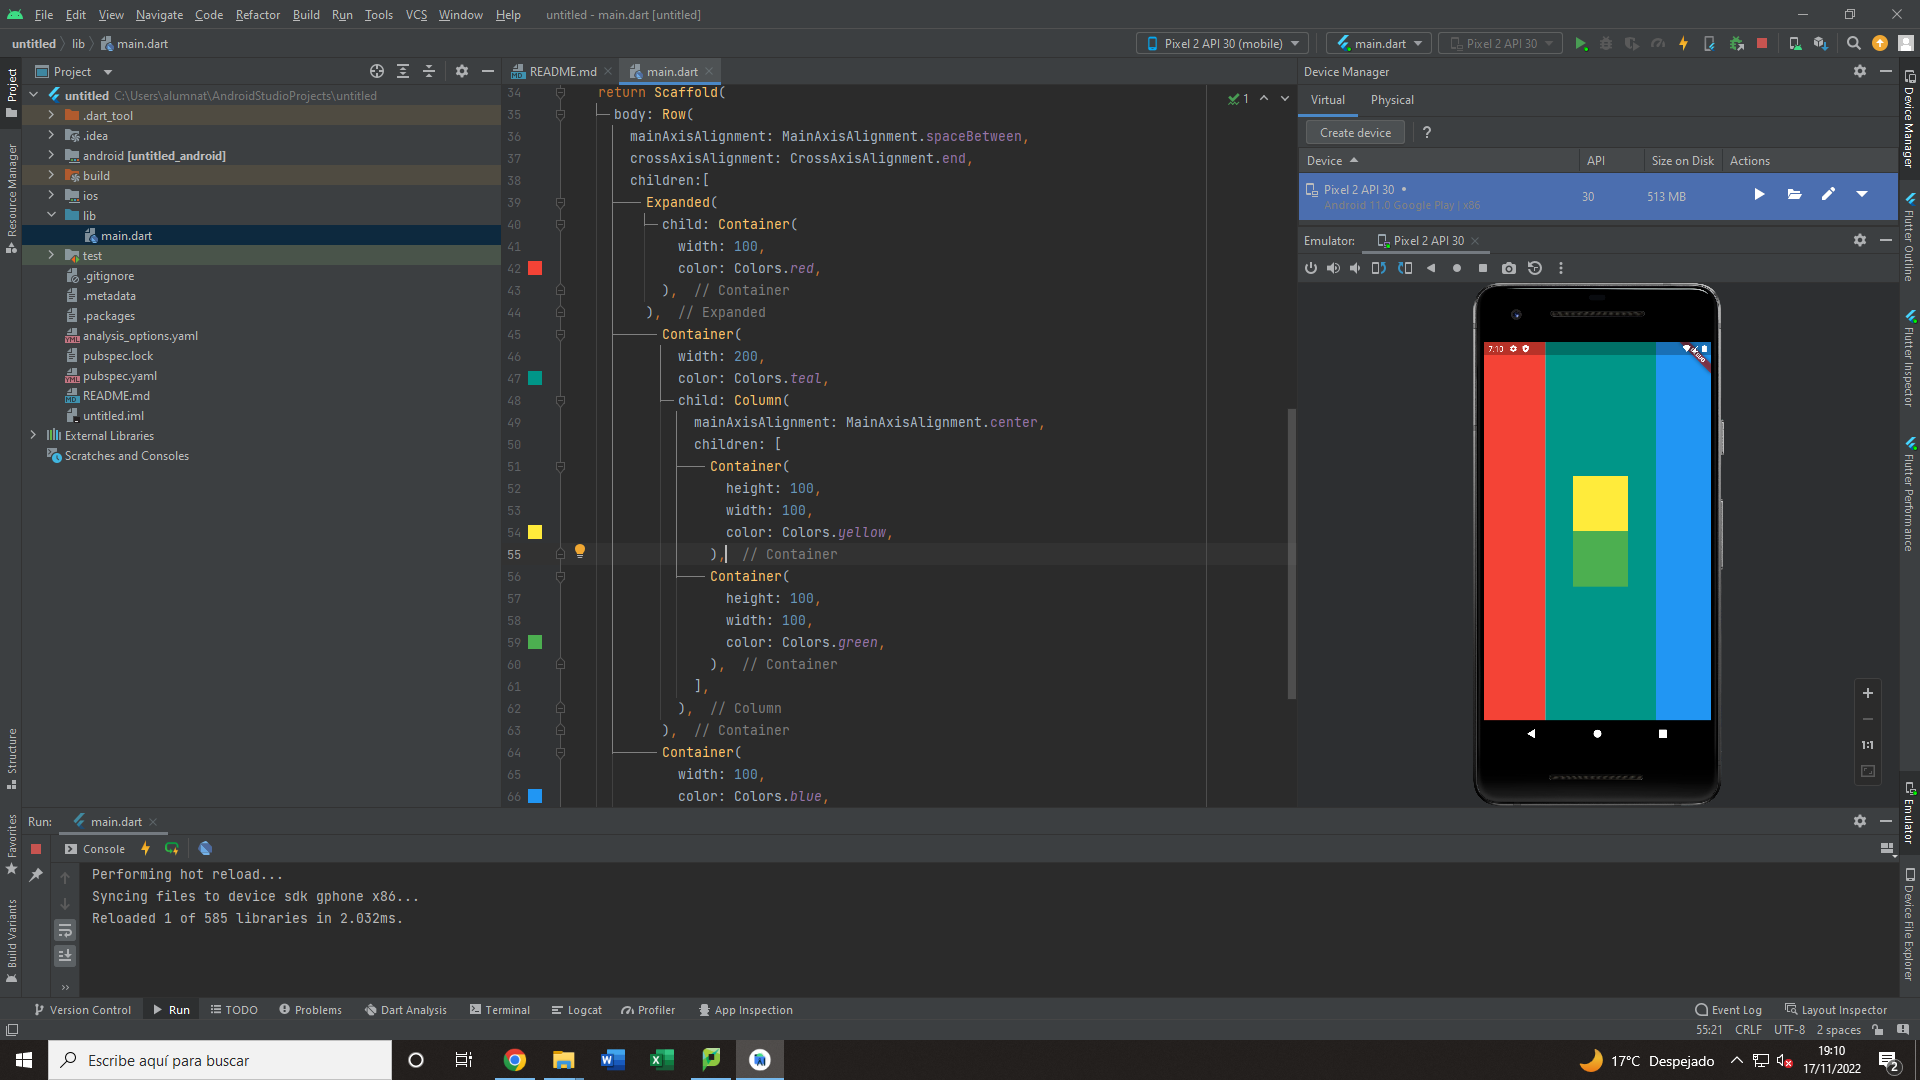 File Edit View Navigate Code Refactor Build Run Tools VCS Window Help untitled - main.dart [untitled]
untitled lib main.dart Pixel 2 API 30 (mobile) main.dart Pixel 2 API 30
Project
README.md main.dart
untitled C:\Users\alumnat\AndroidStudioProjects\untitled
.dart_tool
.idea
android [untitled_android]
build
ios
lib
main.dart
test
.gitignore
.metadata
.packages
analysis_options.yaml
pubspec.lock
pubspec.yaml
README.md
untitled.iml
External Libraries
Scratches and Consoles
Project
Resource Manager
Structure
Favorites
Build Variants
1
34 return Scaffold(
35 body: Row(
36 mainAxisAlignment: MainAxisAlignment.spaceBetween,
37 crossAxisAlignment: CrossAxisAlignment.end,
38 children:[
39 Expanded(
40 child: Container(
41 width: 100,
42 color: Colors.red,
43 ), // Container
44 ), // Expanded
45 Container(
46 width: 200,
47 color: Colors.teal,
48 child: Column(
49 mainAxisAlignment: MainAxisAlignment.center,
50 children: [
51 Container(
52 height: 100,
53 width: 100,
54 color: Colors.yellow,
55 ), // Container
56 Container(
57 height: 100,
58 width: 100,
59 color: Colors.green,
60 ), // Container
61 ],
62 ), // Column
63 ), // Container
64 Container(
65 width: 100,
66 color: Colors.blue,
Device Manager
Virtual Physical
Create device ?
Device API Size on Disk Actions
Pixel 2 API 30 30 513 MB
Android 11.0 Google Play | x86
Emulator: Pixel 2 API 30
7:10
DEBUG
1:1
Device Manager
Flutter Outline
Flutter Inspector
Flutter Performance
Emulator
Device File Explorer
Run: main.dart
Console
Performing hot reload...
Syncing files to device sdk gphone x86...
Reloaded 1 of 585 libraries in 2.032ms.
Version Control Run TODO Problems Dart Analysis Terminal Logcat Profiler App Inspection Event Log Layout Inspector
55:21 CRLF UTF-8 2 spaces
Escribe aquí para buscar
17°C Despejado
19:10
17/11/2022
2